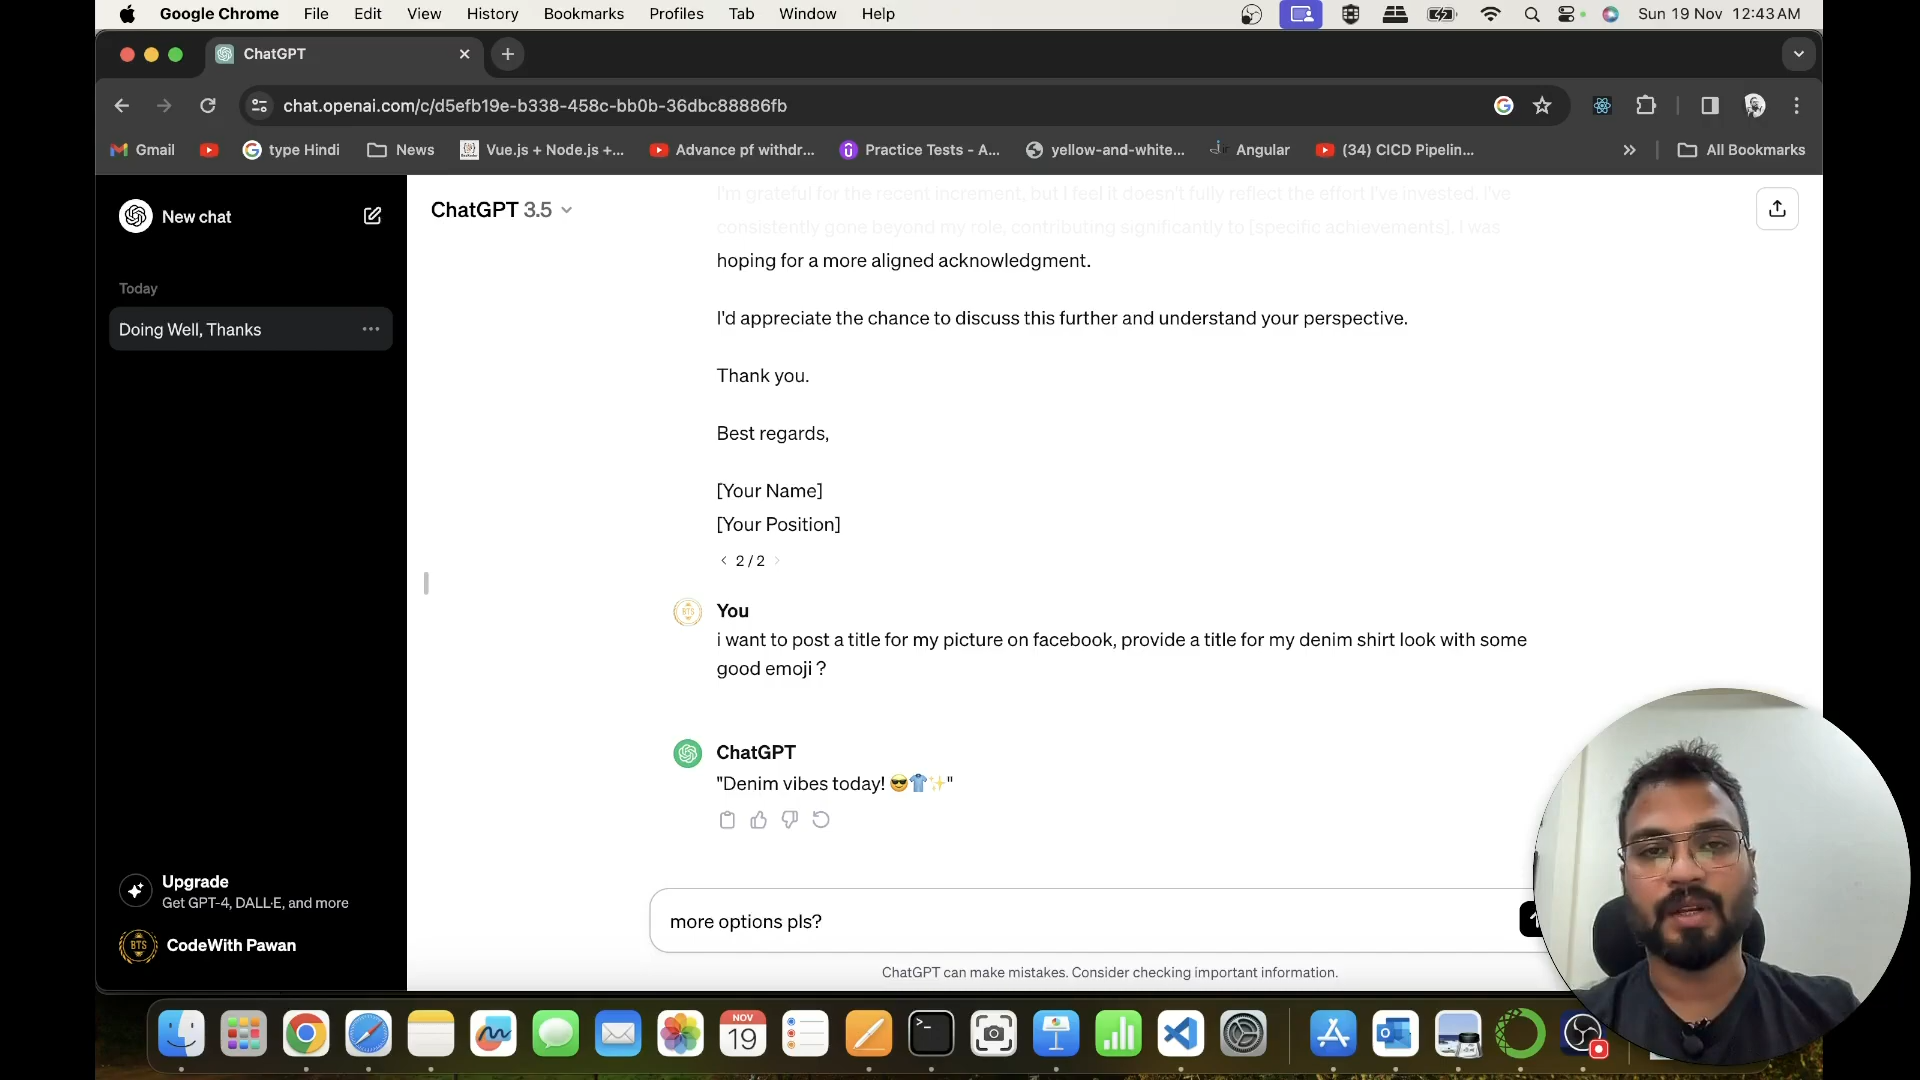 Google Chrome File Edit View History Bookmarks Profiles Tab Window Help Sun 19 Nov 12:43 AM
ChatGPT
chat.openai.com/c/d5efb19e-b338-458c-bb0b-36dbc88886fb
Gmail type Hindi News Vue.js + Node.js +... Advance pf withdr... Practice Tests - A... yellow-and-white... Angular (34) CICD Pipelin... All Bookmarks
New chat
Today
Doing Well, Thanks
Upgrade
Get GPT-4, DALL·E, and more
BTS
CodeWith Pawan
ChatGPT 3.5
I'm grateful for the recent increment, but I feel it doesn't fully reflect the effort I've invested. I've
consistently gone beyond my role, contributing significantly to [specific achievements]. I was
hoping for a more aligned acknowledgment.
I'd appreciate the chance to discuss this further and understand your perspective.
Thank you.
Best regards,
[Your Name]
[Your Position]
2 / 2
BTS
You
i want to post a title for my picture on facebook, provide a title for my denim shirt look with some
good emoji ?
ChatGPT
"Denim vibes today! 😎👕✨"
more options pls?
ChatGPT can make mistakes. Consider checking important information.
NOV
19